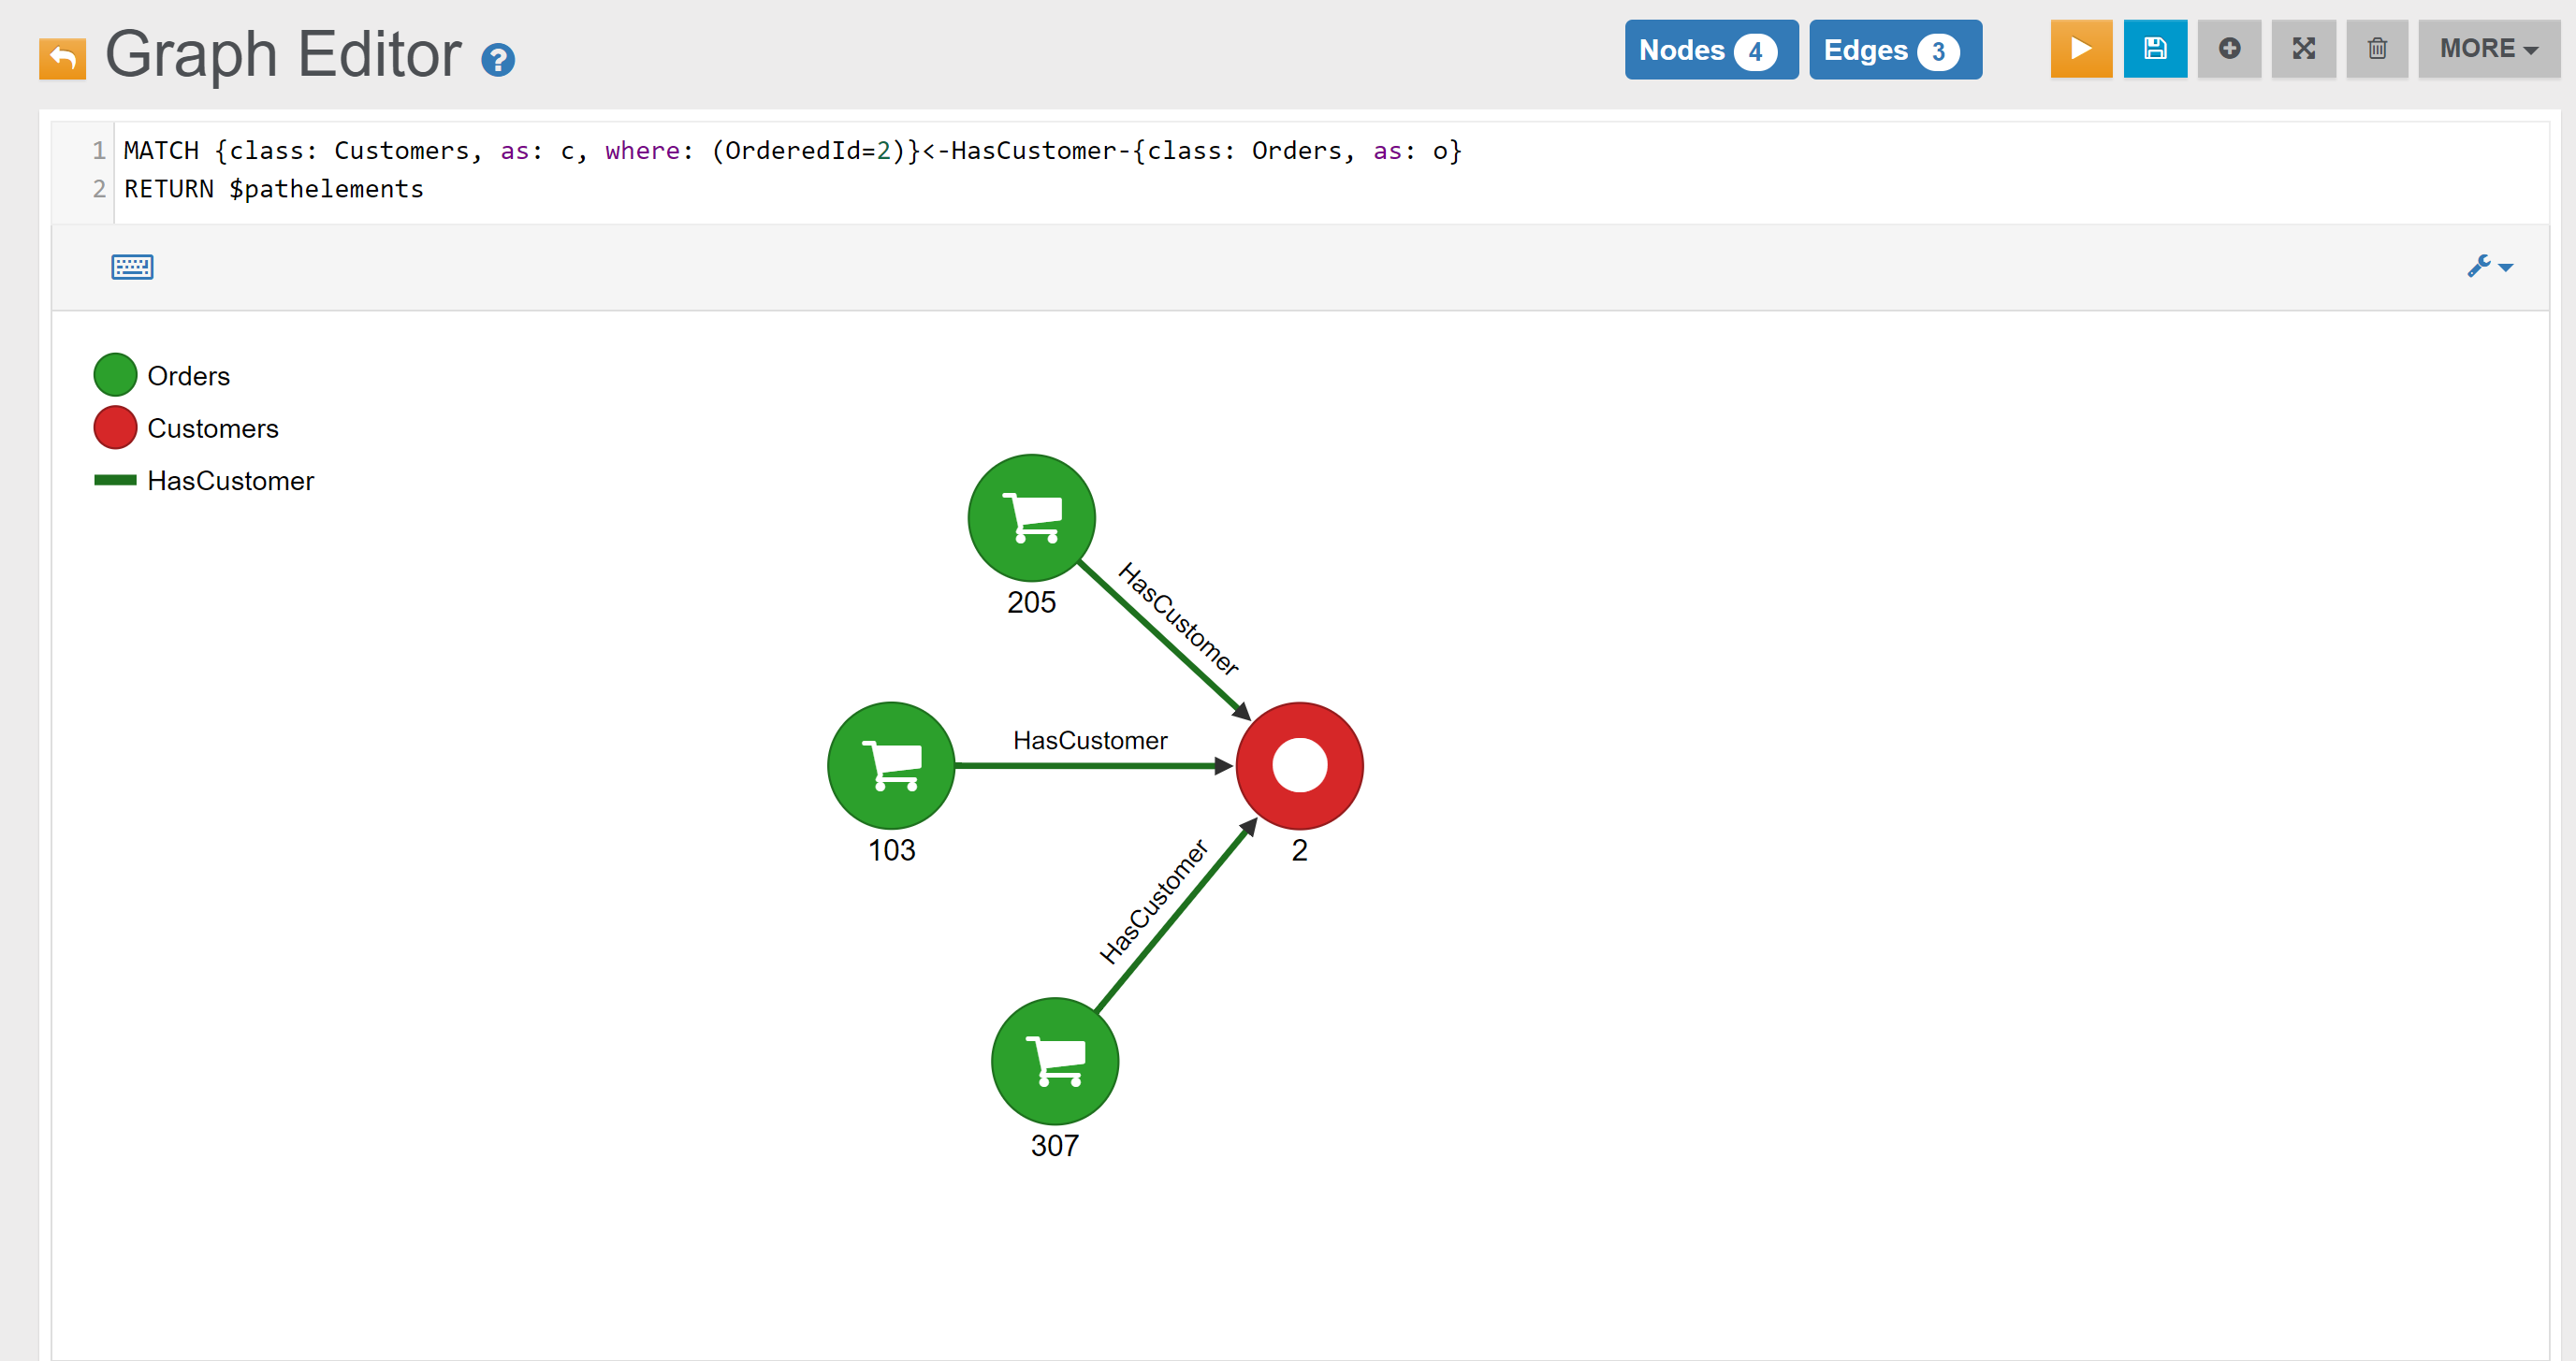 Graph Editor ?
Nodes 4 Edges 3 MORE
1 MATCH {class: Customers, as: c, where: (OrderedId=2)}<-HasCustomer-{class: Orders, as: o}
2 RETURN $pathelements
Orders
Customers
HasCustomer
205
HasCustomer
HasCustomer
103
2
HasCustomer
307